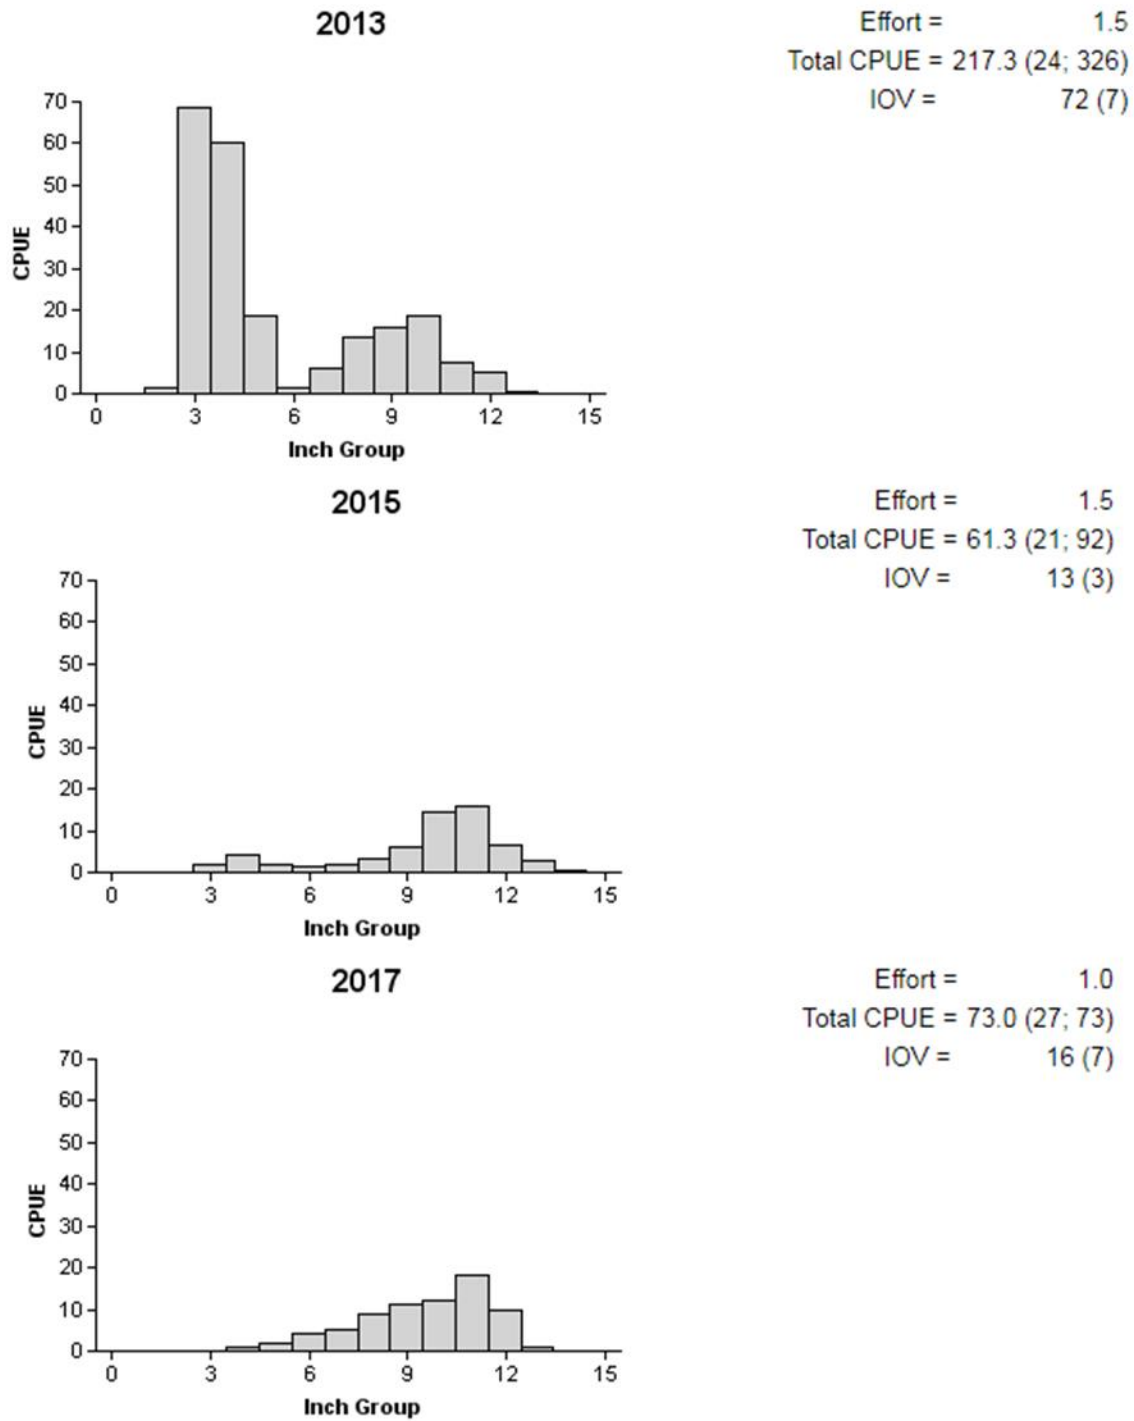 2013
Effort = 1.5
Total CPUE = 217.3 (24; 326)
IOV = 72 (7)
70
60
50
40
30
20
10
0
CPUE
0 3 6 9 12 15
Inch Group
2015
Effort = 1.5
Total CPUE = 61.3 (21; 92)
IOV = 13 (3)
70
60
50
40
30
20
10
0
CPUE
0 3 6 9 12 15
Inch Group
2017
Effort = 1.0
Total CPUE = 73.0 (27; 73)
IOV = 16 (7)
70
60
50
40
30
20
10
0
CPUE
0 3 6 9 12 15
Inch Group